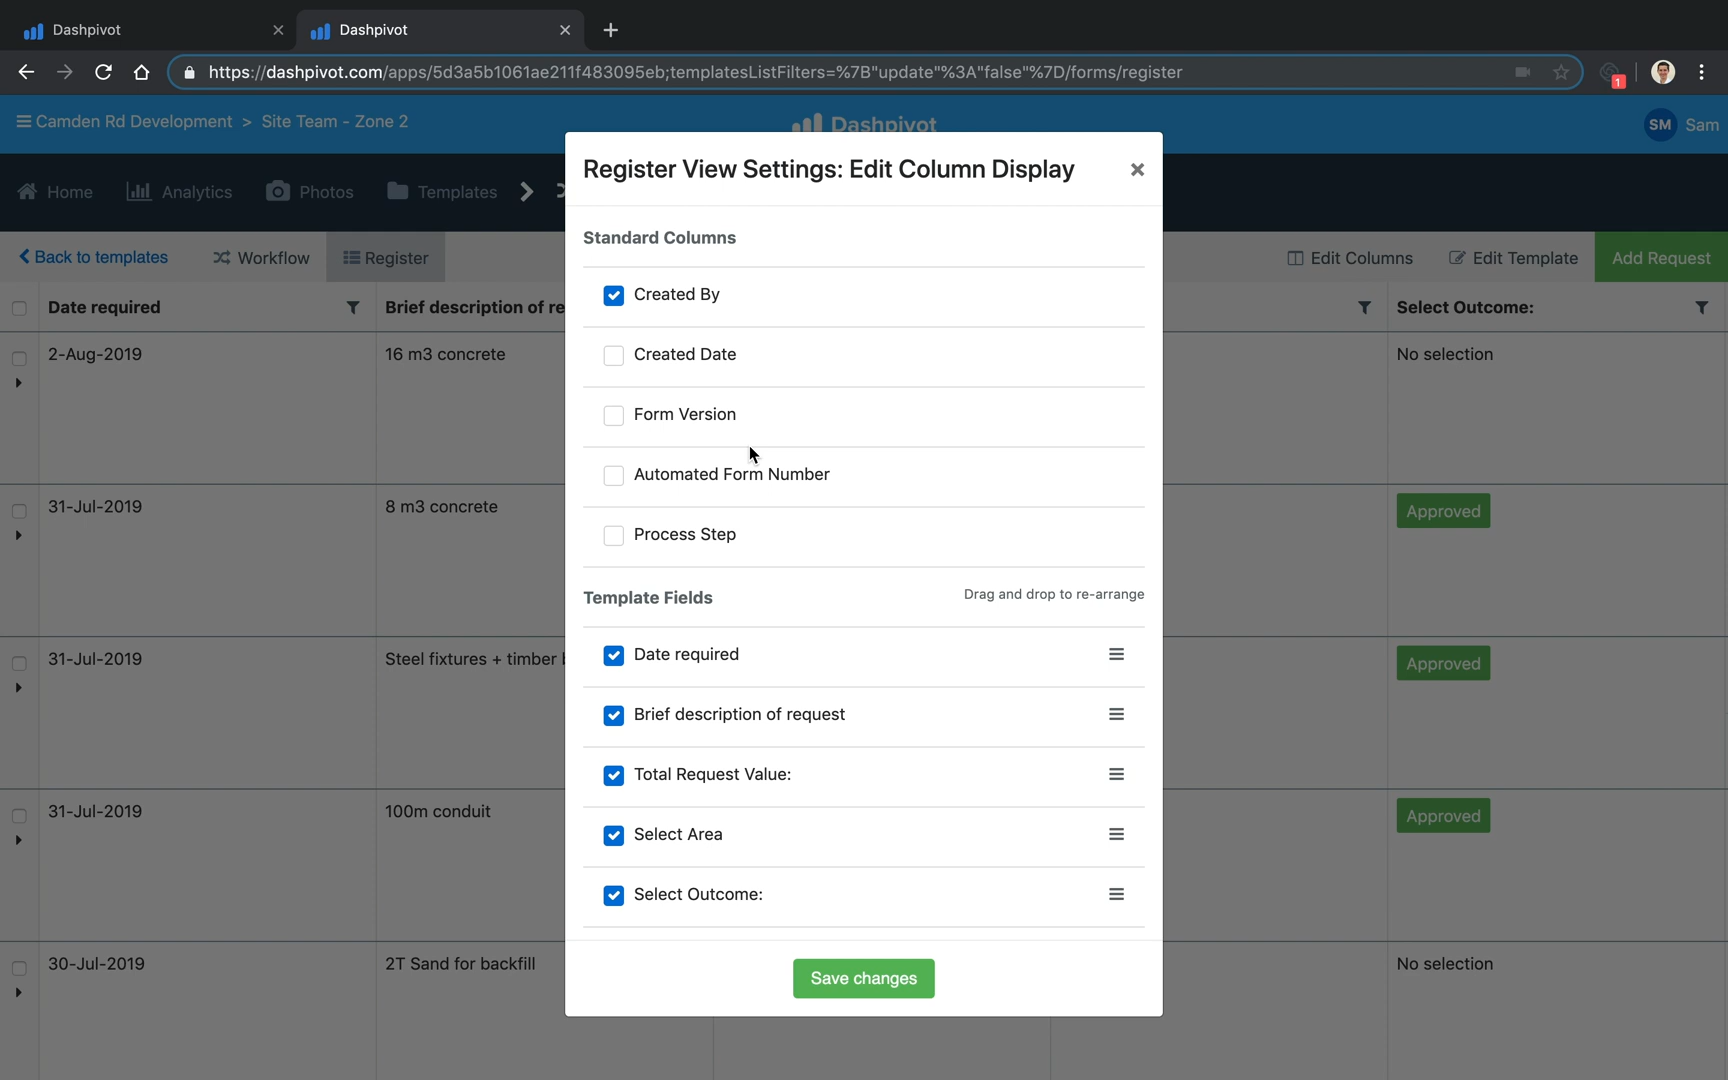 Dashpivot
Dashpivot
https://dashpivot.com/apps/5d3a5b1061ae211f483095eb;templatesListFilters=%7B"update"%3A"false"%7D/forms/register
1
Camden Rd Development > Site Team - Zone 2
Dashpivot
SM Sam
Home
Analytics
Photos
Templates
Back to templates
Workflow
Register
Edit Columns
Edit Template
Add Request
Date required
Brief description of re
Select Outcome:
2-Aug-2019
16 m3 concrete
No selection
31-Jul-2019
8 m3 concrete
Approved
31-Jul-2019
Steel fixtures + timber
Approved
31-Jul-2019
100m conduit
Approved
30-Jul-2019
2T Sand for backfill
No selection
Register View Settings: Edit Column Display
Standard Columns
Created By
Created Date
Form Version
Automated Form Number
Process Step
Template Fields
Drag and drop to re-arrange
Date required
Brief description of request
Total Request Value:
Select Area
Select Outcome:
Save changes